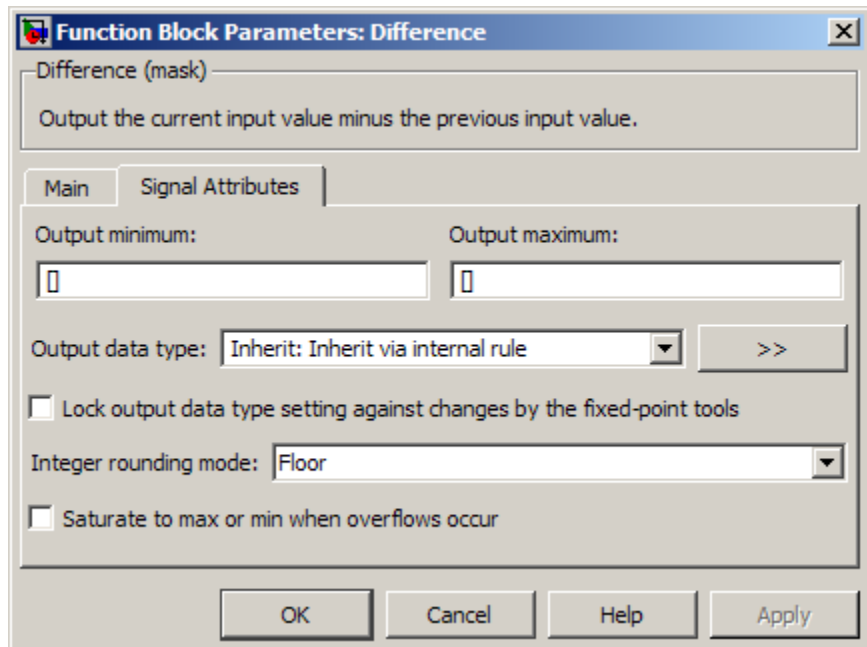 Function Block Parameters: Difference
Difference (mask)
Output the current input value minus the previous input value.
Main Signal Attributes
Output minimum: Output maximum:
[] []
Output data type: Inherit: Inherit via internal rule >>
Lock output data type setting against changes by the fixed-point tools
Integer rounding mode: Floor
Saturate to max or min when overflows occur
OK Cancel Help Apply